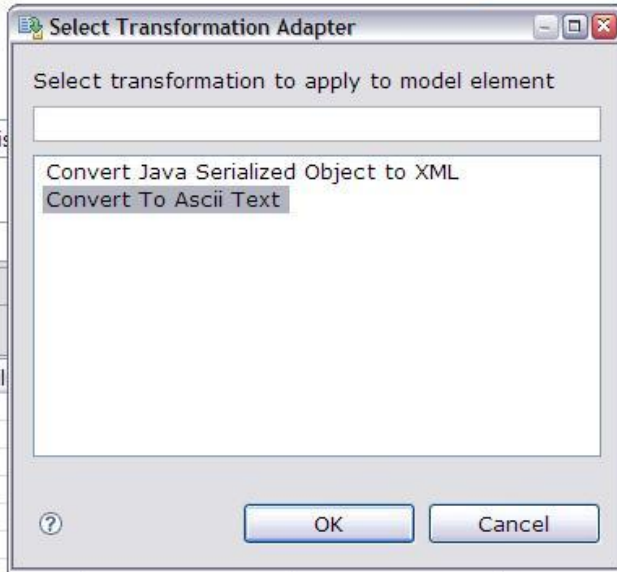 Select Transformation Adapter
Select transformation to apply to model element
Convert Java Serialized Object to XML
Convert To Ascii Text
?
OK
Cancel